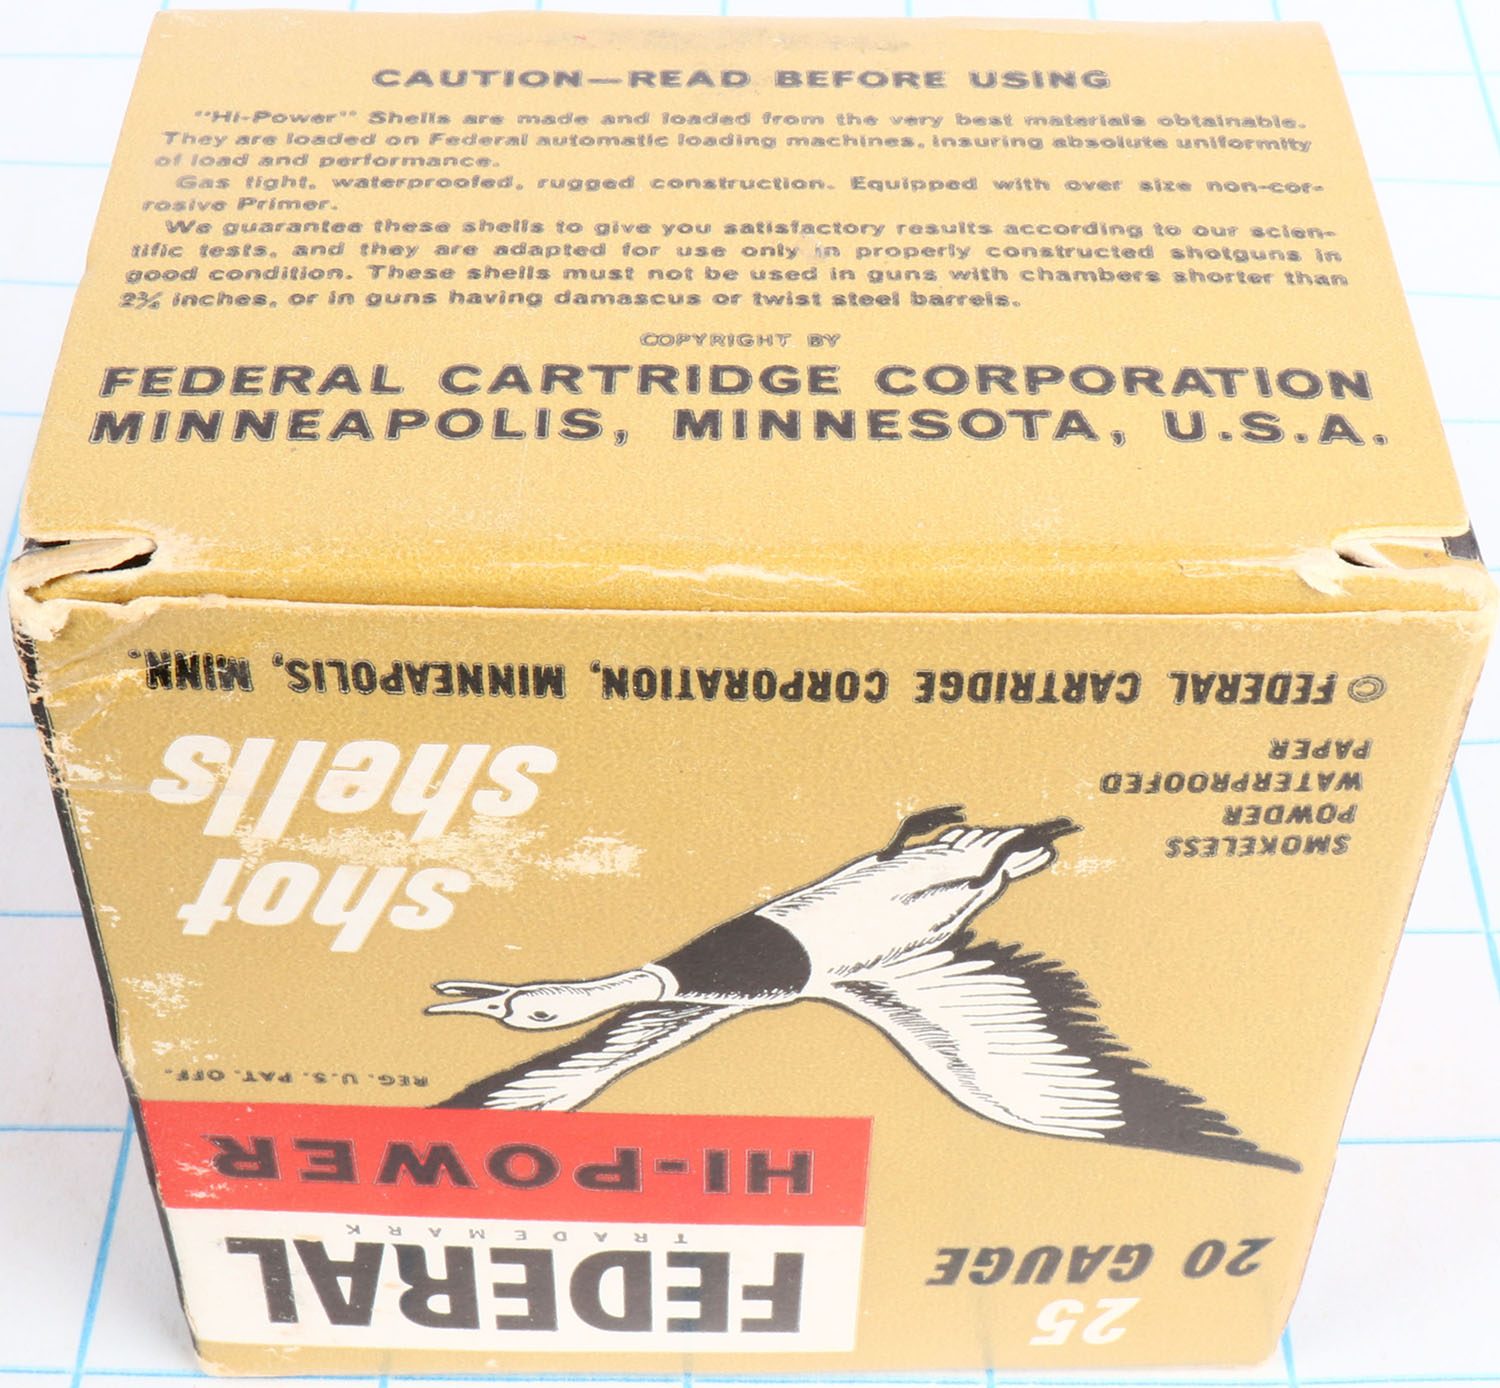 CAUTION—READ BEFORE USING
"Hi-Power" Shells are made and loaded from the very best materials obtainable.
They are loaded on Federal automatic loading machines, insuring absolute uniformity
of load and performance.
Gas tight, waterproofed, rugged construction. Equipped with over size non-cor-
rosive Primer.
We guarantee these shells to give you satisfactory results according to our scien-
tific tests, and they are adapted for use only in properly constructed shotguns in
good condition. These shells must not be used in guns with chambers shorter than
2¾ inches, or in guns having damascus or twist steel barrels.
COPYRIGHT BY
FEDERAL CARTRIDGE CORPORATION
MINNEAPOLIS, MINNESOTA, U.S.A.
25
20 GAUGE
FEDERAL
TRADEMARK
HI-POWER
REG. U.S. PAT. OFF.
shot
shells
SMOKELESS
POWDER
WATERPROOFED
PAPER
© FEDERAL CARTRIDGE CORPORATION, MINNEAPOLIS, MINN.